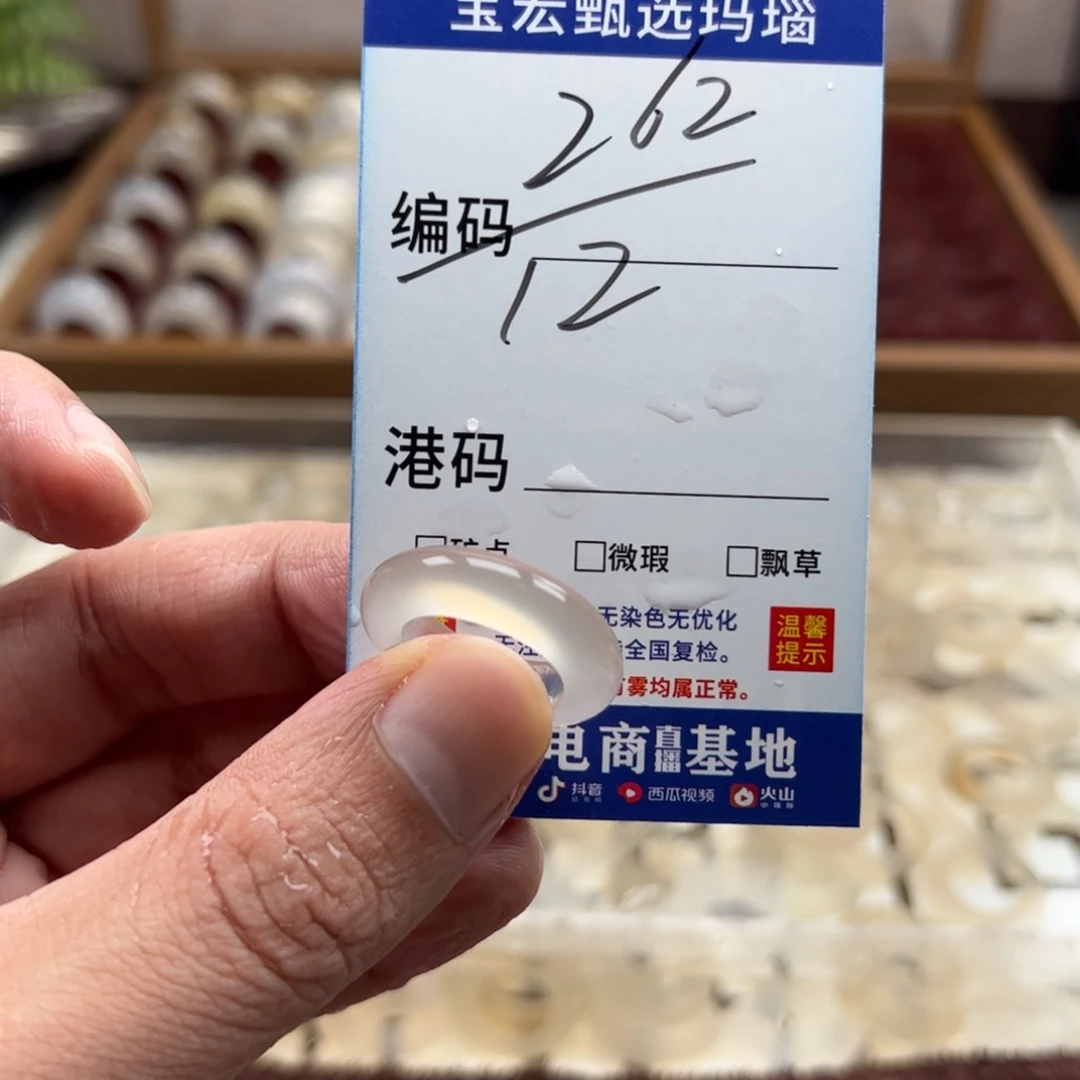 宝宏甄选玛瑙
262
编码
12
港码
□矿点 □微瑕 □飘草
无染色无优化
全国复检。
雾均属正常。
温馨
提示
电商直播基地
抖音 西瓜视频 火山